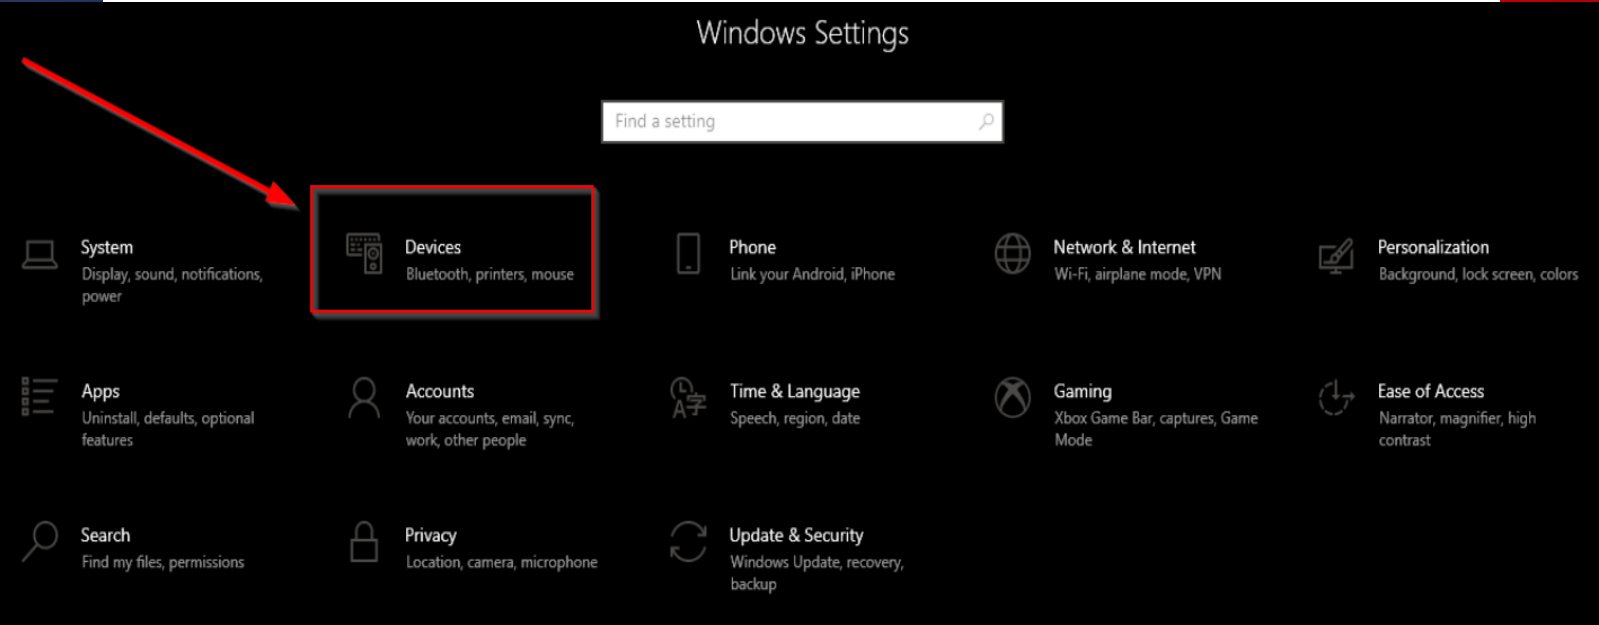 Windows Settings
Find a setting
System
Display, sound, notifications,
power
Devices
Bluetooth, printers, mouse
Phone
Link your Android, iPhone
Network & Internet
Wi-Fi, airplane mode, VPN
Personalization
Background, lock screen, colors
Apps
Uninstall, defaults, optional
features
Accounts
Your accounts, email, sync,
work, other people
Time & Language
Speech, region, date
Gaming
Xbox Game Bar, captures, Game
Mode
Ease of Access
Narrator, magnifier, high
contrast
Search
Find my files, permissions
Privacy
Location, camera, microphone
Update & Security
Windows Update, recovery,
backup